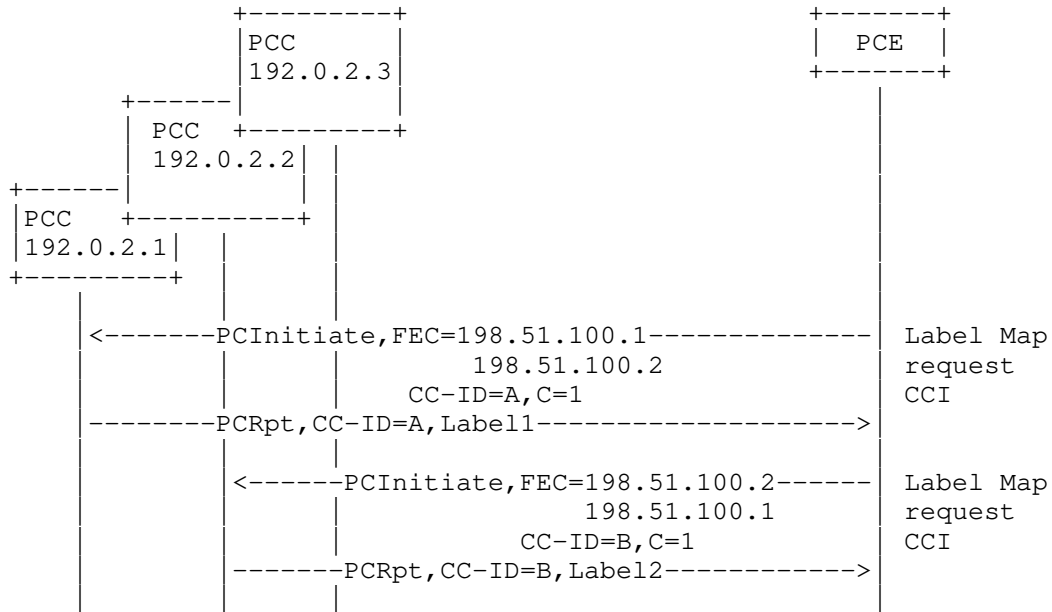 PCC
192.0.2.3
PCE
PCC
192.0.2.2
PCC
192.0.2.1
<-------PCInitiate,FEC=198.51.100.1-------------- Label Map
198.51.100.2 request
CC-ID=A,C=1 CCI
--------PCRpt,CC-ID=A,Label1-------------------->
<------PCInitiate,FEC=198.51.100.2------ Label Map
198.51.100.1 request
CC-ID=B,C=1 CCI
-------PCRpt,CC-ID=B,Label2------------>